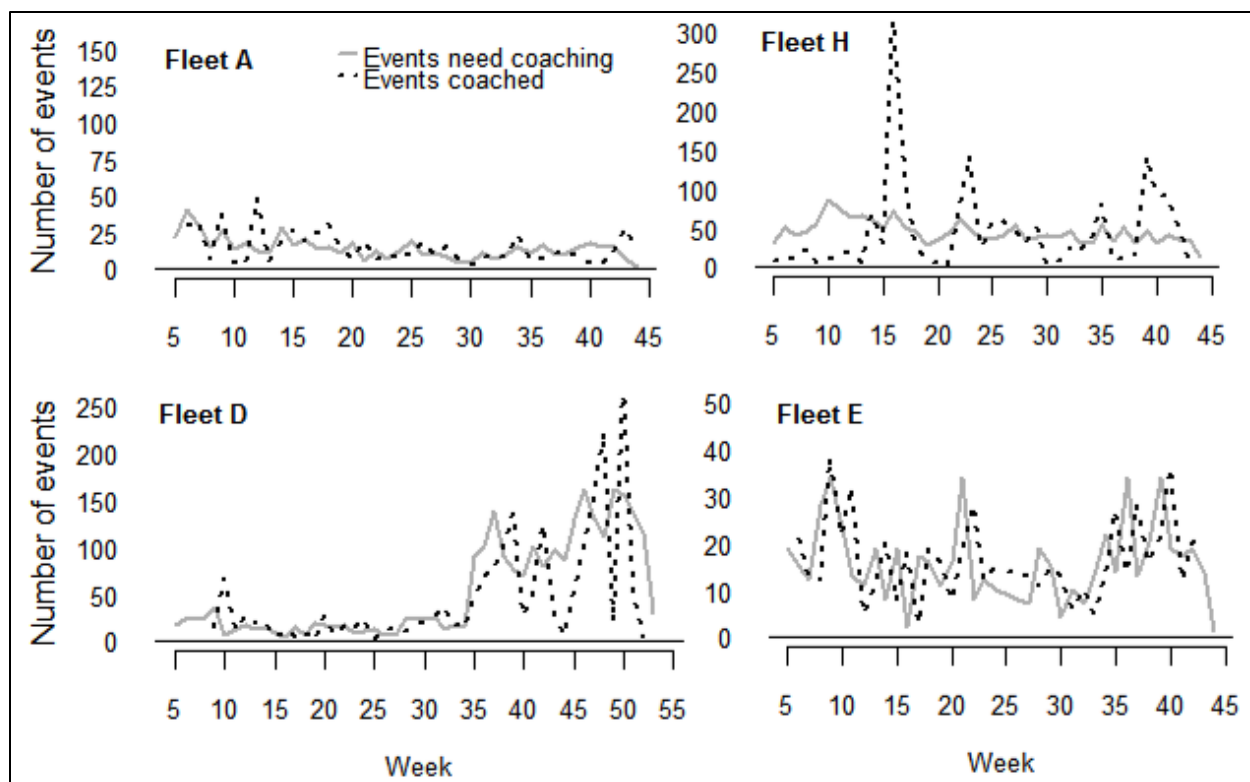 Fleet A
Events need coaching
Events coached
Number of events
150
125
100
75
50
25
0
5 10 15 20 25 30 35 40 45
Fleet H
300
250
200
150
100
50
0
5 10 15 20 25 30 35 40 45
Fleet D
Number of events
250
200
150
100
50
0
5 10 15 20 25 30 35 40 45 50 55
Week
Fleet E
50
40
30
20
10
0
5 10 15 20 25 30 35 40 45
Week